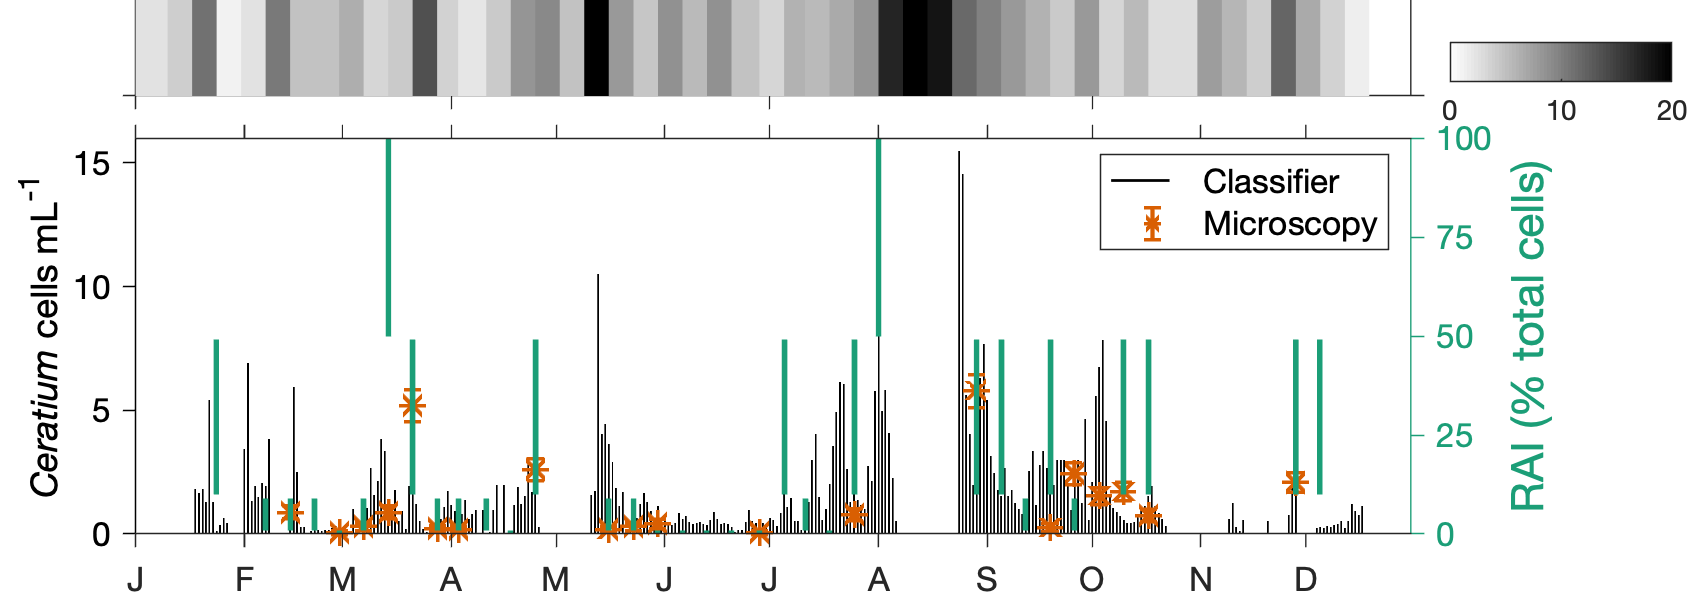 0 10 20
Ceratium cells mL-1
15
10
5
0
Classifier
Microscopy
100
75
50
25
0
RAI (% total cells)
J F M A M J J A S O N D